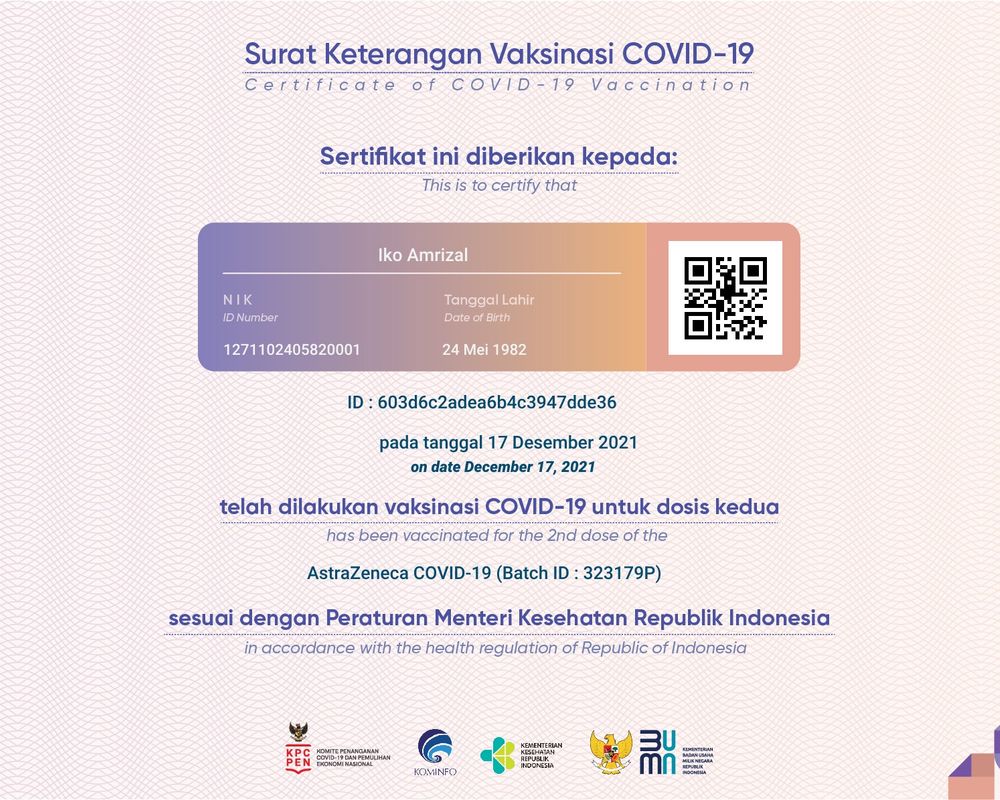 Surat Keterangan Vaksinasi COVID-19
Certificate of COVID-19 Vaccination
Sertifikat ini diberikan kepada:
This is to certify that
Iko Amrizal
NIK
Tanggal Lahir
ID Number
Date of Birth
1271102405820001
24 Mei 1982
ID : 603d6c2adea6b4c3947dde36
pada tanggal 17 Desember 2021
on date December 17, 2021
telah dilakukan vaksinasi COVID-19 untuk dosis kedua
has been vaccinated for the 2nd dose of the
AstraZeneca COVID-19 (Batch ID : 323179P)
sesuai dengan Peraturan Menteri Kesehatan Republik Indonesia
in accordance with the health regulation of Republic of Indonesia
KPC
PEN
KOMITE PENANGANAN
COVID-19 DAN PEMULIHAN
EKONOMI NASIONAL
KOMINFO
KEMENTERIAN
KESEHATAN
REPUBLIK
INDONESIA
BU
MN
KEMENTERIAN
BADAN USAHA
MILIK NEGARA
REPUBLIK
INDONESIA